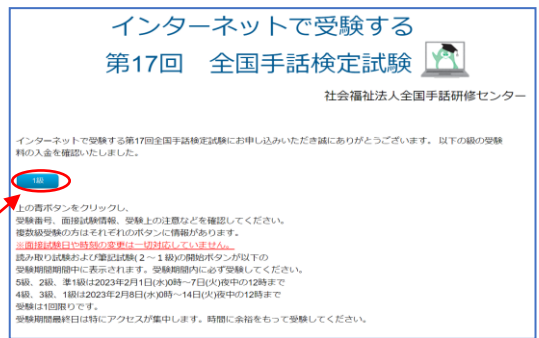 インターネットで受験する
第17回 全国手話検定試験
社会福祉法人全国手話研修センター
インターネットで受験する第17回全国手話検定試験にお申し込みいただき誠にありがとうございます。 以下の級の受験
料の入金を確認いたしました。
1級
上の青ボタンをクリックし、
受験番号、面接試験情報、受験上の注意などを確認してください。
複数級受験の方はそれぞれのボタンに情報があります。
※面接試験日や時刻の変更は一切対応していません。
読み取り試験および筆記試験(２～１級)の開始ボタンが以下の
受験期間期間中に表示されます。受験期間内に必ず受験してください。
5級、2級、準1級は2023年2月1日(水)0時～7日(火)夜中の12時まで
4級、3級、1級は2023年2月8日(水)0時～14日(火)夜中の12時まで
受験は1回限りです。
受験期間最終日は特にアクセスが集中します。時間に余裕をもって受験してください。